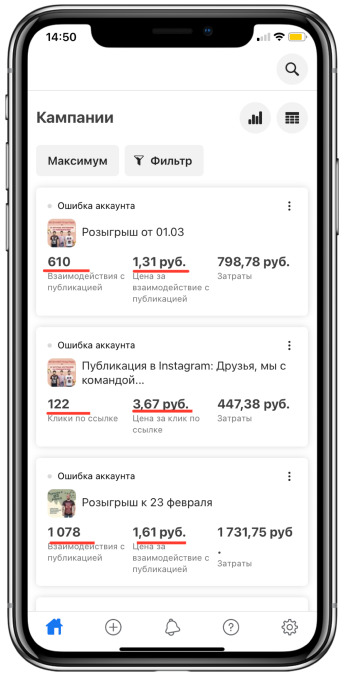 14:50
Кампании
Максимум
Фильтр
Ошибка аккаунта
Розыгрыш от 01.03
610 1,31 руб. 798,78 руб.
Взаимодействия с Цена за Затраты
публикацией взаимодействие с
публикацией
Ошибка аккаунта
Публикация в Instagram: Друзья, мы с
командой...
122 3,67 руб. 447,38 руб.
Клики по ссылке Цена за клик по Затраты
ссылке
Ошибка аккаунта
Розыгрыш к 23 февраля
1 078 1,61 руб. 1 731,75 руб
.
Взаимодействия с Цена за Затраты
публикацией взаимодействие с
публикацией